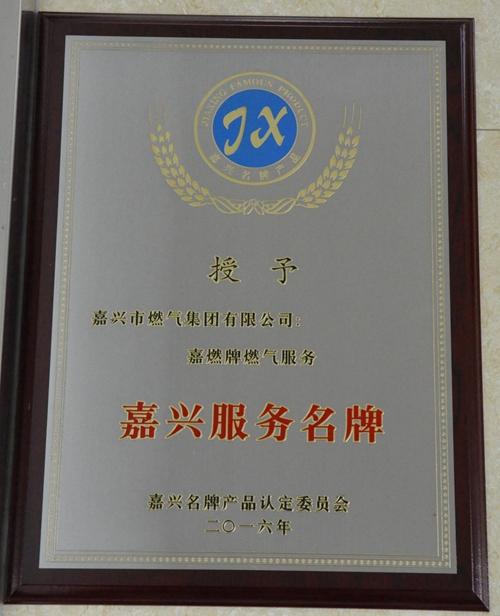 JIAXING FAMOUS PRODUCT
JX
嘉兴名牌产品
授予
嘉兴市燃气集团有限公司:
嘉燃牌燃气服务
嘉兴服务名牌
嘉兴名牌产品认定委员会
二〇一六年